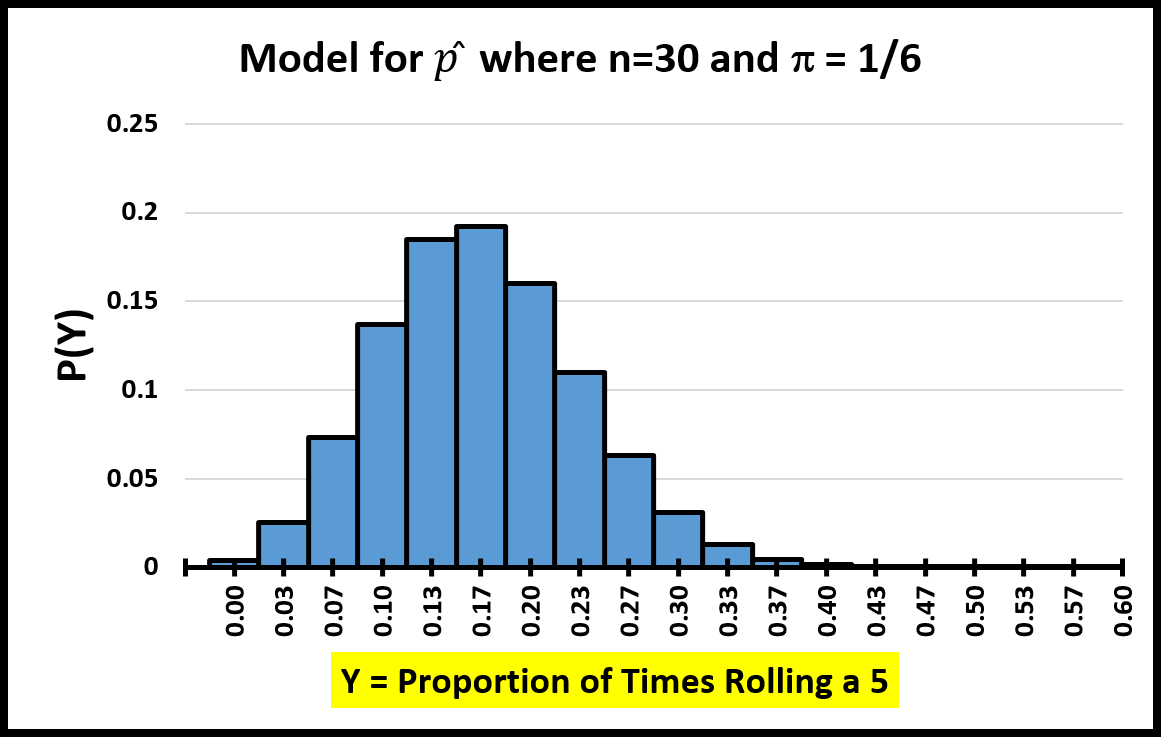 Model for p̂ where n=30 and π = 1/6
0.25
0.2
0.15
0.1
0.05
0
P(Y)
0.00 0.03 0.07 0.10 0.13 0.17 0.20 0.23 0.27 0.30 0.33 0.37 0.40 0.43 0.47 0.50 0.53 0.57 0.60
Y = Proportion of Times Rolling a 5